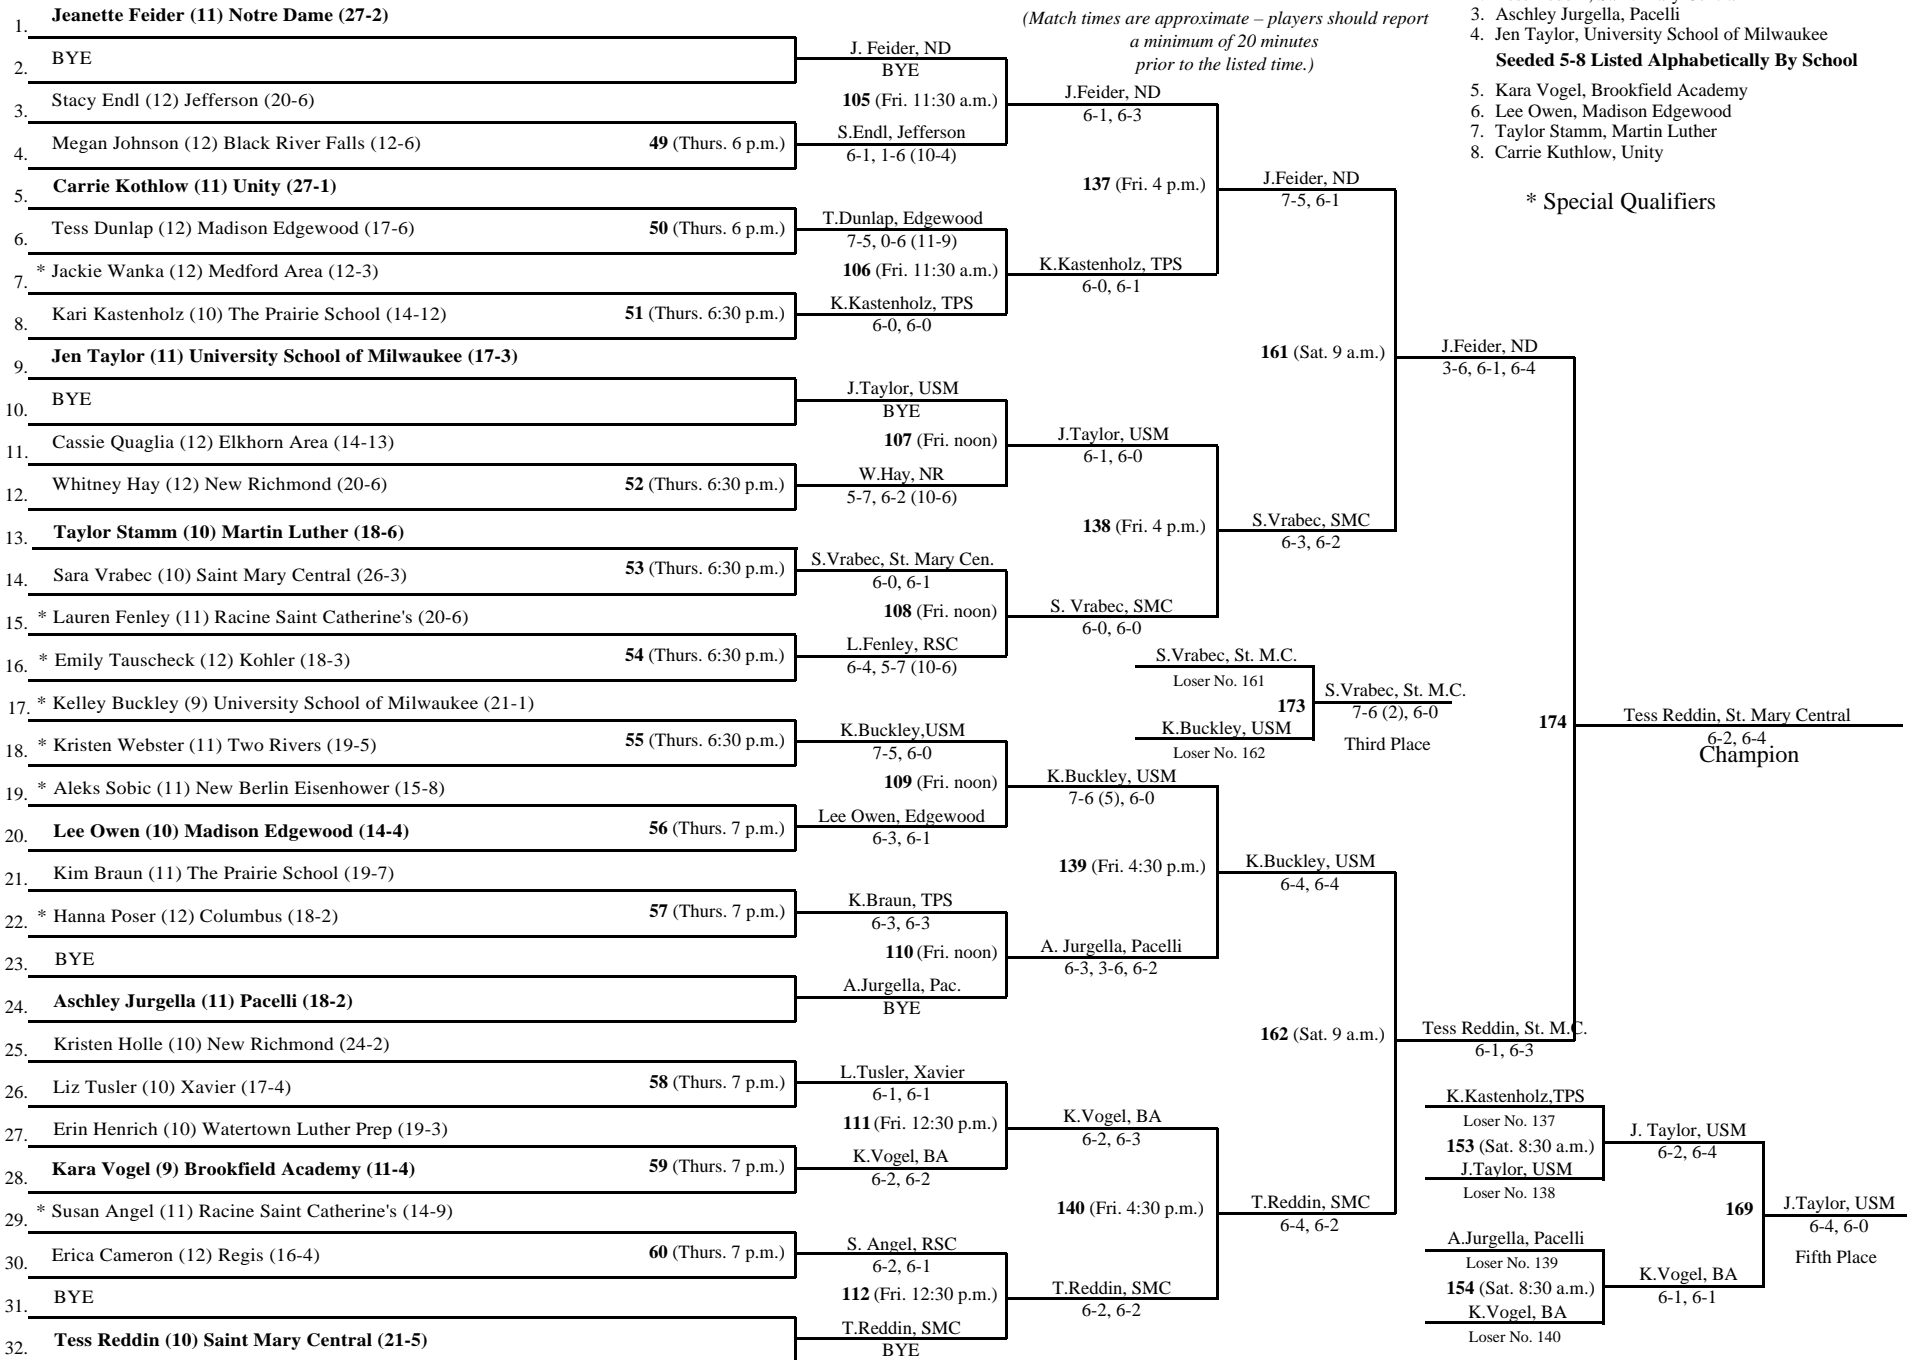 1. Jeanette Feider (11) Notre Dame (27-2)
2. BYE
3. Stacy Endl (12) Jefferson (20-6)
4. Megan Johnson (12) Black River Falls (12-6)
49 (Thurs. 6 p.m.)
5. Carrie Kothlow (11) Unity (27-1)
6. Tess Dunlap (12) Madison Edgewood (17-6)
50 (Thurs. 6 p.m.)
7. * Jackie Wanka (12) Medford Area (12-3)
8. Kari Kastenholz (10) The Prairie School (14-12)
51 (Thurs. 6:30 p.m.)
9. Jen Taylor (11) University School of Milwaukee (17-3)
10. BYE
11. Cassie Quaglia (12) Elkhorn Area (14-13)
12. Whitney Hay (12) New Richmond (20-6)
52 (Thurs. 6:30 p.m.)
13. Taylor Stamm (10) Martin Luther (18-6)
14. Sara Vrabec (10) Saint Mary Central (26-3)
53 (Thurs. 6:30 p.m.)
15. * Lauren Fenley (11) Racine Saint Catherine's (20-6)
16. * Emily Tauscheck (12) Kohler (18-3)
54 (Thurs. 6:30 p.m.)
17. * Kelley Buckley (9) University School of Milwaukee (21-1)
18. * Kristen Webster (11) Two Rivers (19-5)
55 (Thurs. 6:30 p.m.)
19. * Aleks Sobic (11) New Berlin Eisenhower (15-8)
20. Lee Owen (10) Madison Edgewood (14-4)
56 (Thurs. 7 p.m.)
21. Kim Braun (11) The Prairie School (19-7)
22. * Hanna Poser (12) Columbus (18-2)
57 (Thurs. 7 p.m.)
23. BYE
24. Aschley Jurgella (11) Pacelli (18-2)
25. Kristen Holle (10) New Richmond (24-2)
26. Liz Tusler (10) Xavier (17-4)
58 (Thurs. 7 p.m.)
27. Erin Henrich (10) Watertown Luther Prep (19-3)
28. Kara Vogel (9) Brookfield Academy (11-4)
59 (Thurs. 7 p.m.)
29. * Susan Angel (11) Racine Saint Catherine's (14-9)
30. Erica Cameron (12) Regis (16-4)
60 (Thurs. 7 p.m.)
31. BYE
32. Tess Reddin (10) Saint Mary Central (21-5)
J. Feider, ND
BYE
105 (Fri. 11:30 a.m.)
S.Endl, Jefferson
6-1, 1-6 (10-4)
T.Dunlap, Edgewood
7-5, 0-6 (11-9)
106 (Fri. 11:30 a.m.)
K.Kastenholz, TPS
6-0, 6-0
J.Taylor, USM
BYE
107 (Fri. noon)
W.Hay, NR
5-7, 6-2 (10-6)
S.Vrabec, St. Mary Cen.
6-0, 6-1
108 (Fri. noon)
L.Fenley, RSC
6-4, 5-7 (10-6)
K.Buckley,USM
7-5, 6-0
109 (Fri. noon)
Lee Owen, Edgewood
6-3, 6-1
K.Braun, TPS
6-3, 6-3
110 (Fri. noon)
A.Jurgella, Pac.
BYE
L.Tusler, Xavier
6-1, 6-1
111 (Fri. 12:30 p.m.)
K.Vogel, BA
6-2, 6-2
S. Angel, RSC
6-2, 6-1
112 (Fri. 12:30 p.m.)
T.Reddin, SMC
BYE
(Match times are approximate – players should report
a minimum of 20 minutes
prior to the listed time.)
J.Feider, ND
6-1, 6-3
137 (Fri. 4 p.m.)
K.Kastenholz, TPS
6-0, 6-1
J.Taylor, USM
6-1, 6-0
138 (Fri. 4 p.m.)
S. Vrabec, SMC
6-0, 6-0
K.Buckley, USM
7-6 (5), 6-0
139 (Fri. 4:30 p.m.)
A. Jurgella, Pacelli
6-3, 3-6, 6-2
K.Vogel, BA
6-2, 6-3
140 (Fri. 4:30 p.m.)
T.Reddin, SMC
6-2, 6-2
J.Feider, ND
7-5, 6-1
161 (Sat. 9 a.m.)
S.Vrabec, SMC
6-3, 6-2
K.Buckley, USM
6-4, 6-4
162 (Sat. 9 a.m.)
T.Reddin, SMC
6-4, 6-2
S.Vrabec, St. M.C.
Loser No. 161
173
K.Buckley, USM
Loser No. 162
S.Vrabec, St. M.C.
7-6 (2), 6-0
Third Place
J.Feider, ND
3-6, 6-1, 6-4
174
Tess Reddin, St. M.C.
6-1, 6-3
Tess Reddin, St. Mary Central
6-2, 6-4
Champion
3. Aschley Jurgella, Pacelli
4. Jen Taylor, University School of Milwaukee
Seeded 5-8 Listed Alphabetically By School
5. Kara Vogel, Brookfield Academy
6. Lee Owen, Madison Edgewood
7. Taylor Stamm, Martin Luther
8. Carrie Kuthlow, Unity
* Special Qualifiers
K.Kastenholz,TPS
Loser No. 137
153 (Sat. 8:30 a.m.)
J.Taylor, USM
Loser No. 138
J. Taylor, USM
6-2, 6-4
169
A.Jurgella, Pacelli
Loser No. 139
154 (Sat. 8:30 a.m.)
K.Vogel, BA
Loser No. 140
K.Vogel, BA
6-1, 6-1
J.Taylor, USM
6-4, 6-0
Fifth Place